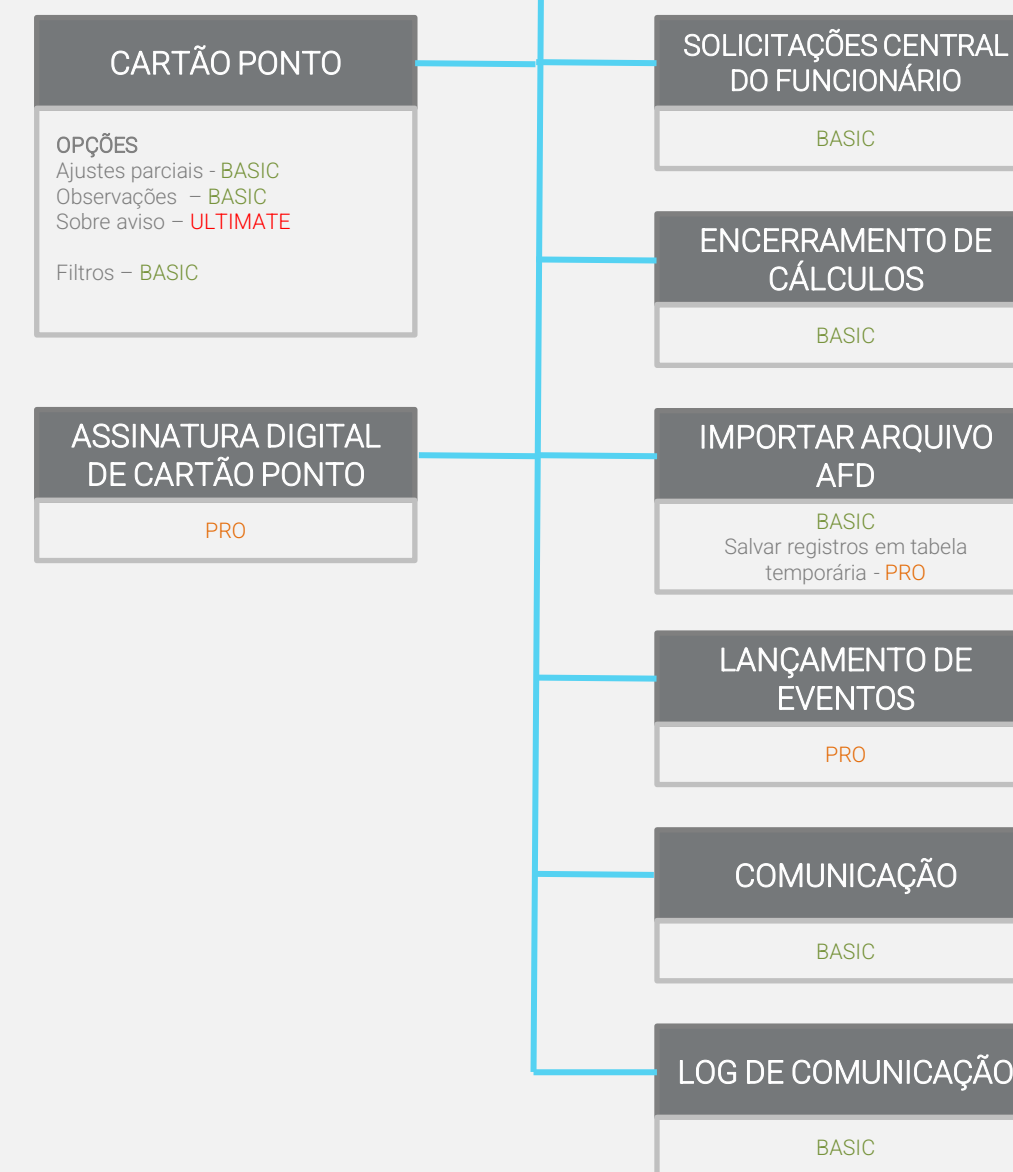 CARTÃO PONTO
OPÇÕES
Ajustes parciais - BASIC
Observações – BASIC
Sobre aviso – ULTIMATE
Filtros – BASIC
ASSINATURA DIGITAL
DE CARTÃO PONTO
PRO
SOLICITAÇÕES CENTRAL
DO FUNCIONÁRIO
BASIC
ENCERRAMENTO DE
CÁLCULOS
BASIC
IMPORTAR ARQUIVO
AFD
BASIC
Salvar registros em tabela
temporária - PRO
LANÇAMENTO DE
EVENTOS
PRO
COMUNICAÇÃO
BASIC
LOG DE COMUNICAÇÃO
BASIC